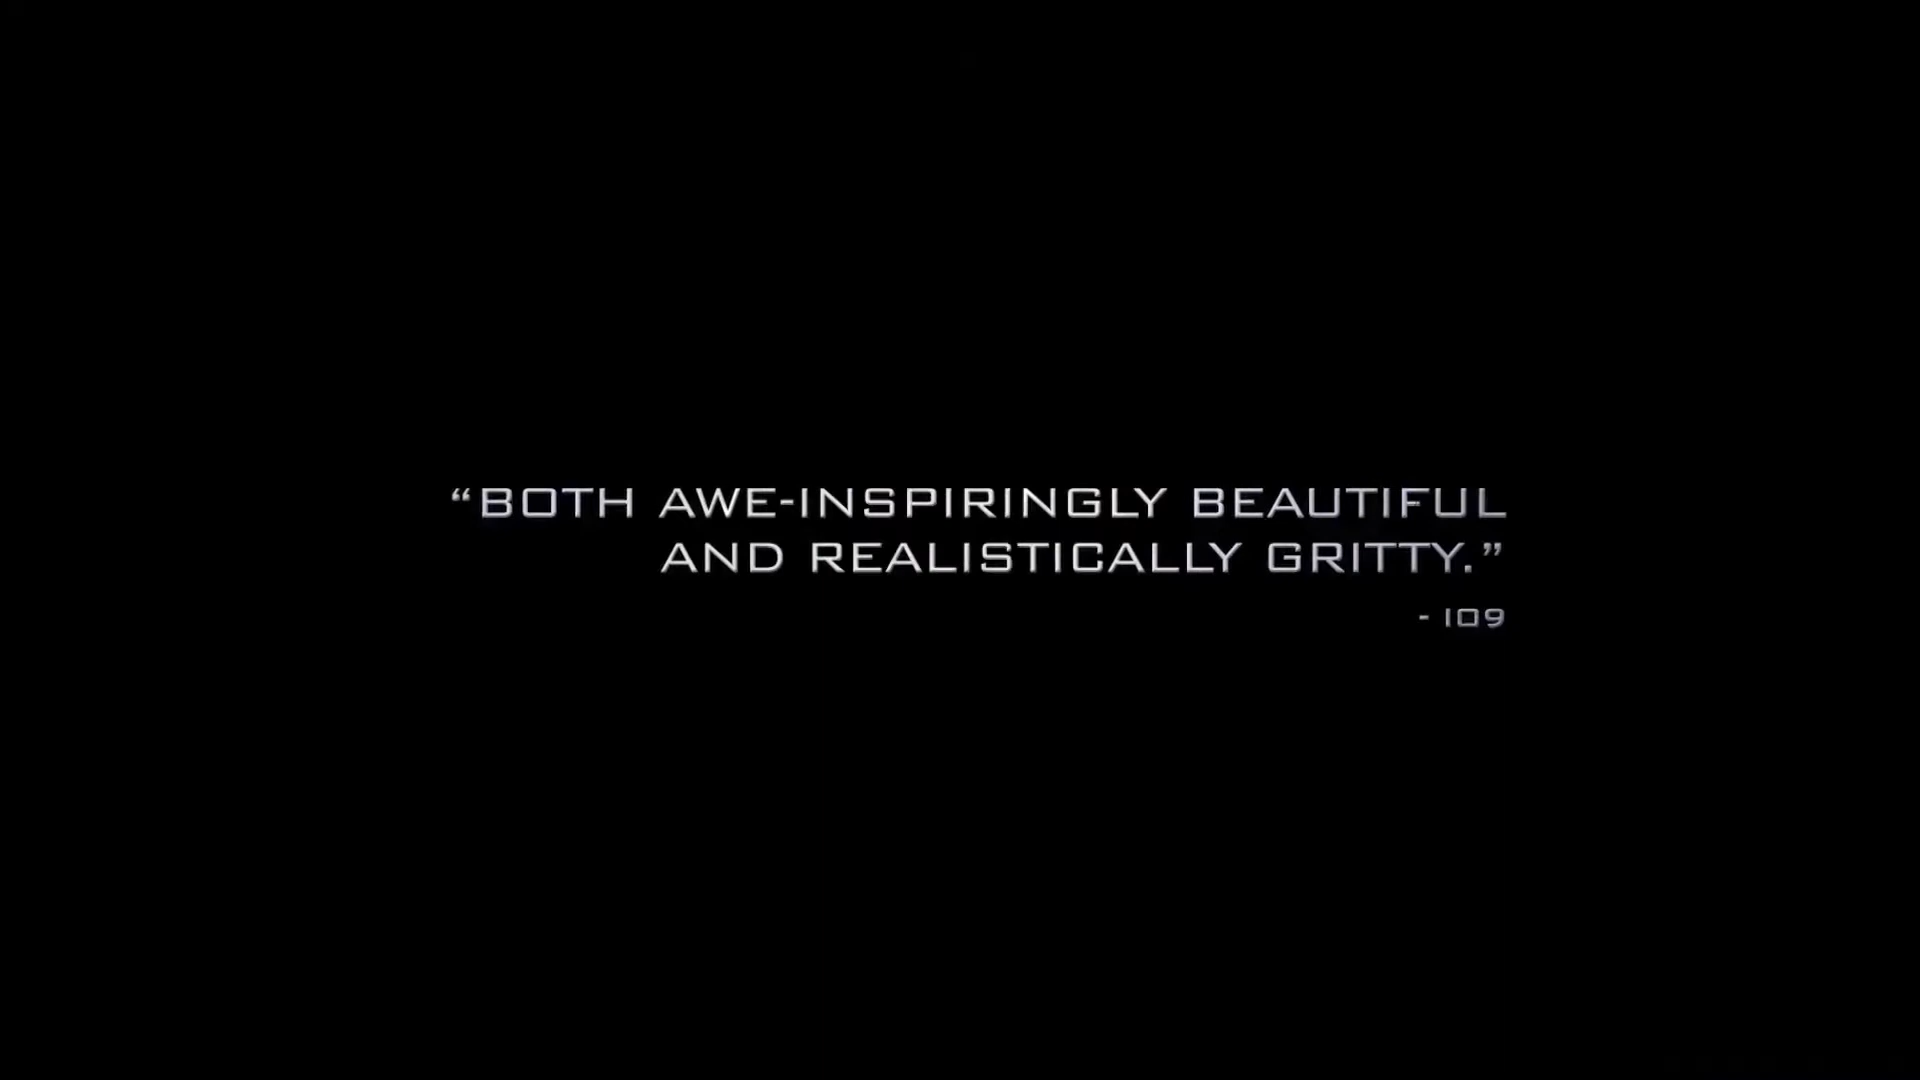 “BOTH AWE-INSPIRINGLY BEAUTIFUL
AND REALISTICALLY GRITTY.”
- IO9